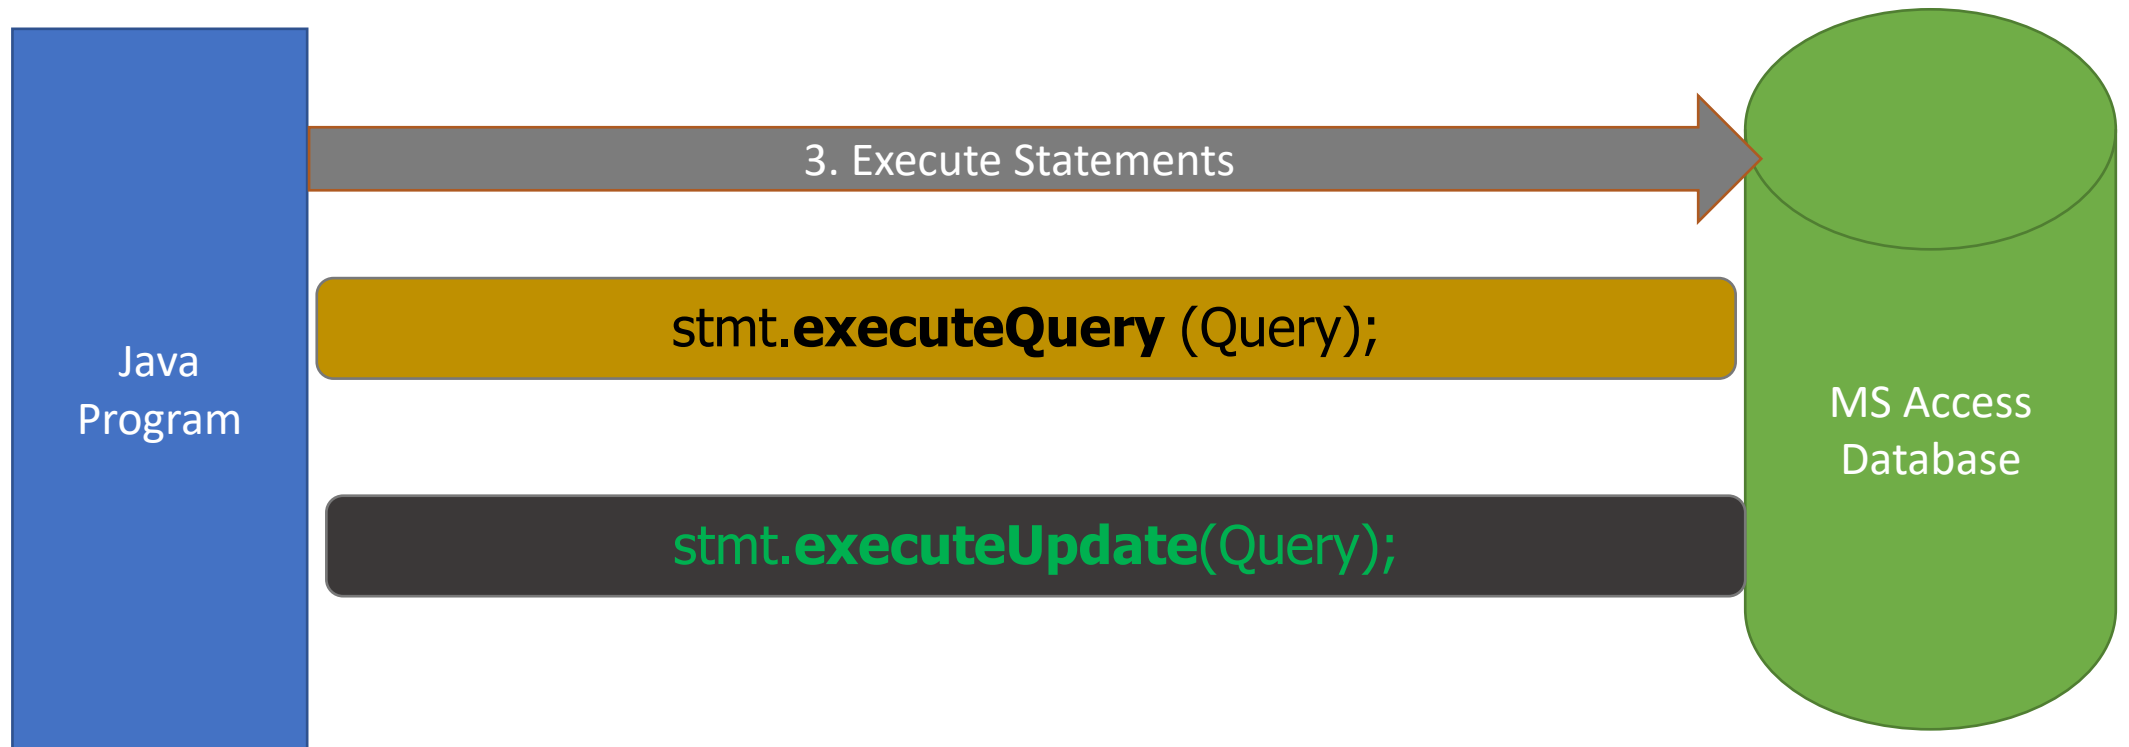 3. Execute Statements
stmt.executeQuery (Query);
Java
Program
MS Access
Database
stmt.executeUpdate(Query);